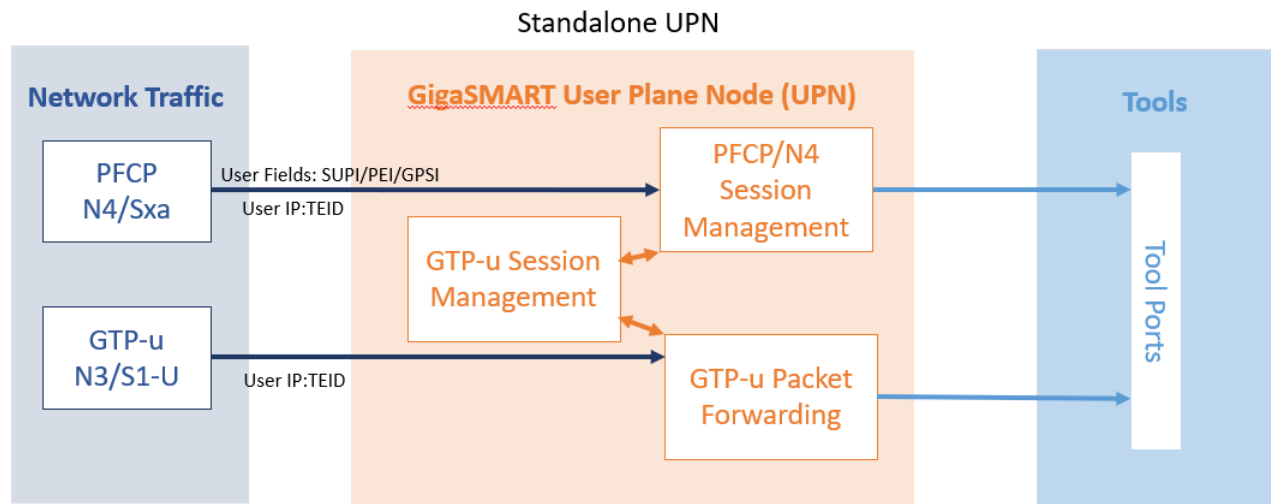 Standalone UPN
Network Traffic
PFCP
N4/Sxa
GTP-u
N3/S1-U
User Fields: SUPI/PEI/GPSI
User IP:TEID
User IP:TEID
GigaSMART User Plane Node (UPN)
PFCP/N4
Session
Management
GTP-u Session
Management
GTP-u Packet
Forwarding
Tools
Tool Ports